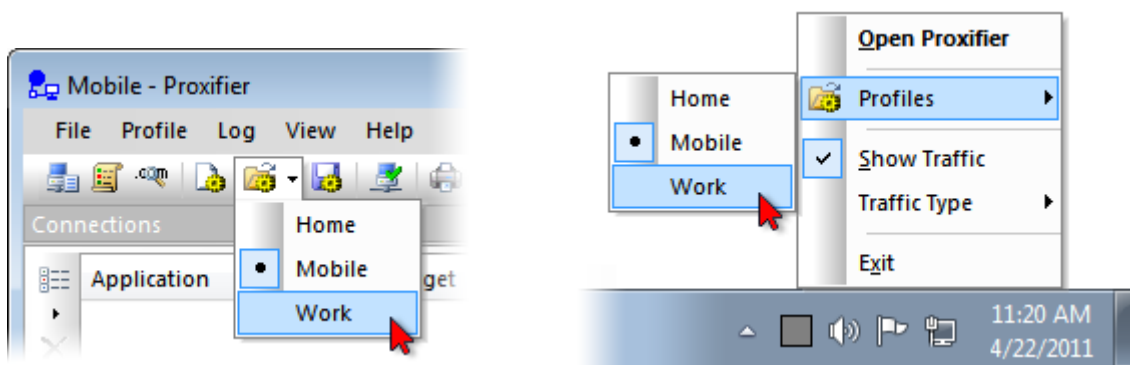 Mobile - Proxifier
File Profile Log View Help
.com
Connections
Application get
Home
Mobile
Work
Open Proxifier
Profiles
Show Traffic
Traffic Type
Exit
Home
Mobile
Work
11:20 AM
4/22/2011